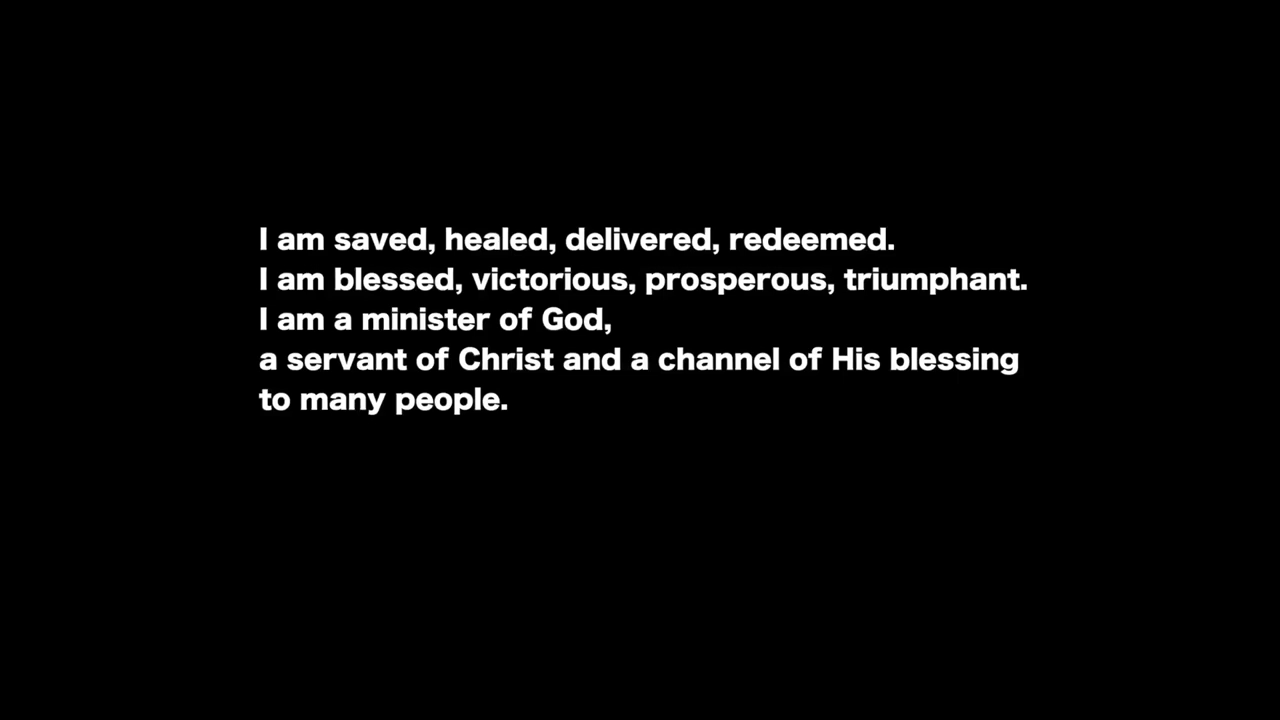 I am saved, healed, delivered, redeemed.
I am blessed, victorious, prosperous, triumphant.
I am a minister of God,
a servant of Christ and a channel of His blessing
to many people.